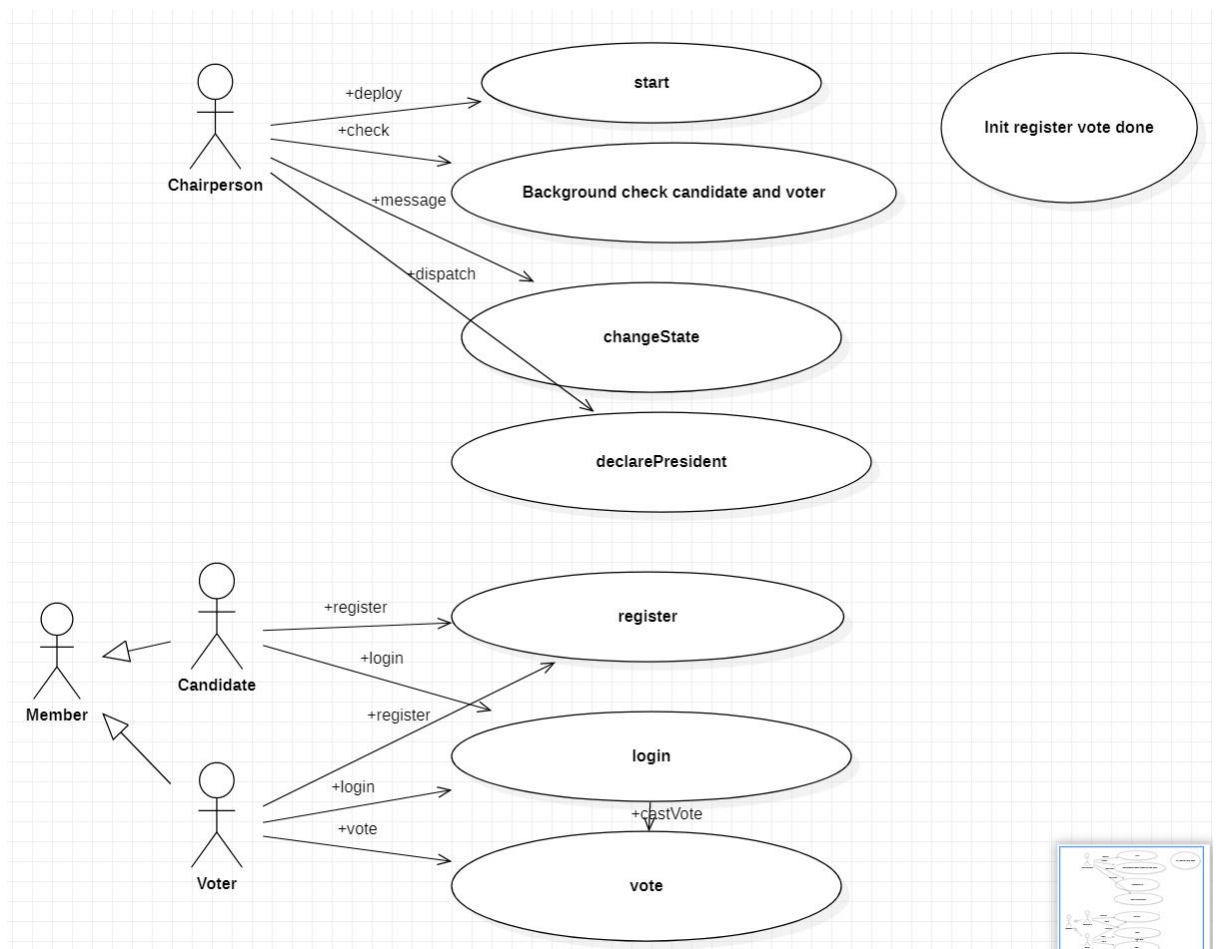 start
+deploy
Init register vote done
+check
Chairperson
Background check candidate and voter
+message
+dispatch
changeState
declarePresident
+register
register
+login
Candidate
Member
+register
login
+login
+castVote
+vote
Voter
vote